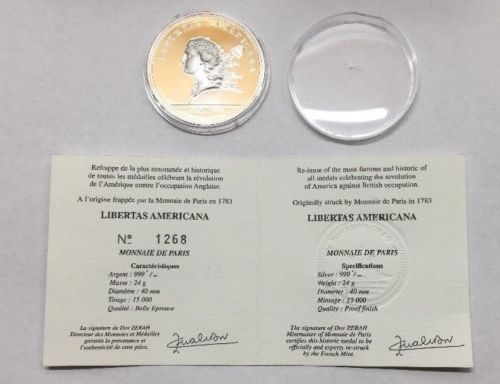 LIBERTAS AMERICANA
Refrappe de la plus renommée et historique
de toutes les médailles célébrant la révolution
de l'Amérique contre l'occupation Anglaise.
A l'origine frappée par la Monnaie de Paris en 1783
LIBERTAS AMERICANA
No 1268
MONNAIE DE PARIS
Caractéristiques
Argent : 999°/oo
Masse : 24 g
Diamètre : 40 mm
Tirage : 15 000
Qualité : Belle Epreuve
La signature de Dov ZERAH
Directeur des Monnaies et Médailles
garantit la provenance et
l'authenticité de cette pièce.
Re-issue of the most famous and historic of
all medals celebrating the revolution
of America against British occupation.
Originally struck by Monnaie de Paris in 1783
LIBERTAS AMERICANA
MONNAIE DE PARIS
Specifications
Silver : 999°/oo
Weight : 24 g
Diameter : 40 mm
Mintage : 15 000
Quality : Proof finish
The signature of Dov ZERAH
Mintmaster of Monnaie de Paris
certifies this historic medal to be
officially and expertly re-struck
by the French Mint.